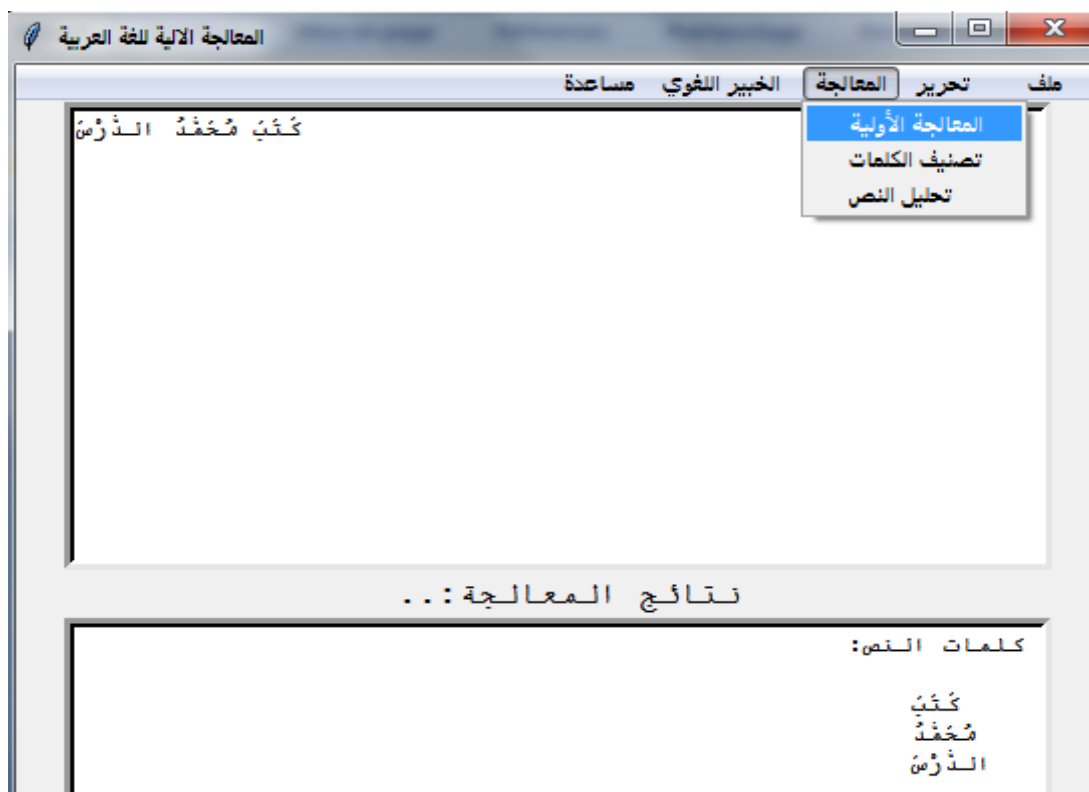 المعالجة الالية للغة العربية
ملف تحرير المعالجة الخبير اللغوي مساعدة
المعالجة الأولية
تصنيف الكلمات
تحليل النص
كَتَبَ مُحَمَّدُ الدَّرْسَ
نتائج المعالجة:..
كلمات النص:
كَتَبَ
مُحَمَّدُ
الدَّرْسَ